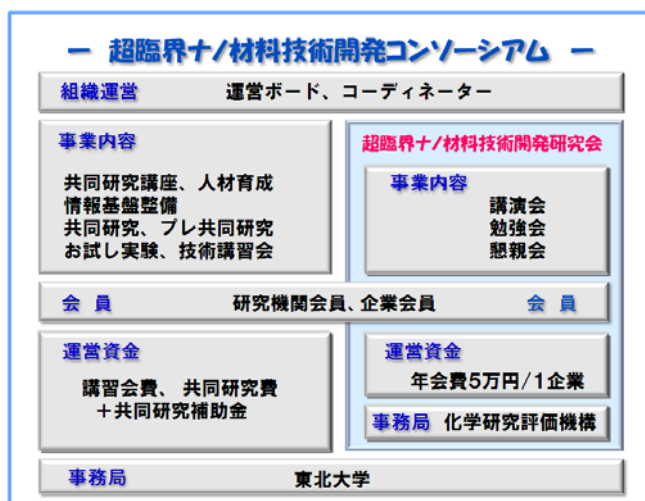 ー 超臨界ナノ材料技術開発コンソーシアム ー
組織運営 運営ボード、コーディネーター
事業内容
共同研究講座、人材育成
情報基盤整備
共同研究、プレ共同研究
お試し実験、技術講習会
超臨界ナノ材料技術開発研究会
事業内容
講演会
勉強会
懇親会
会 員 研究機関会員、企業会員 会 員
運営資金
講習会費、共同研究費
＋共同研究補助金
運営資金
年会費5万円/1企業
事務局 化学研究評価機構
事務局 東北大学